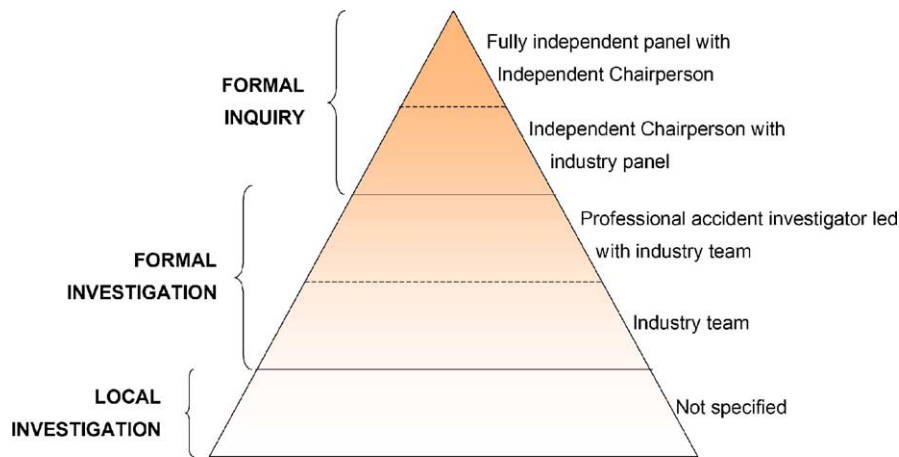 Fully independent panel with
Independent Chairperson
FORMAL
INQUIRY
Independent Chairperson with
industry panel
Professional accident investigator led
with industry team
FORMAL
INVESTIGATION
Industry team
LOCAL
INVESTIGATION
Not specified